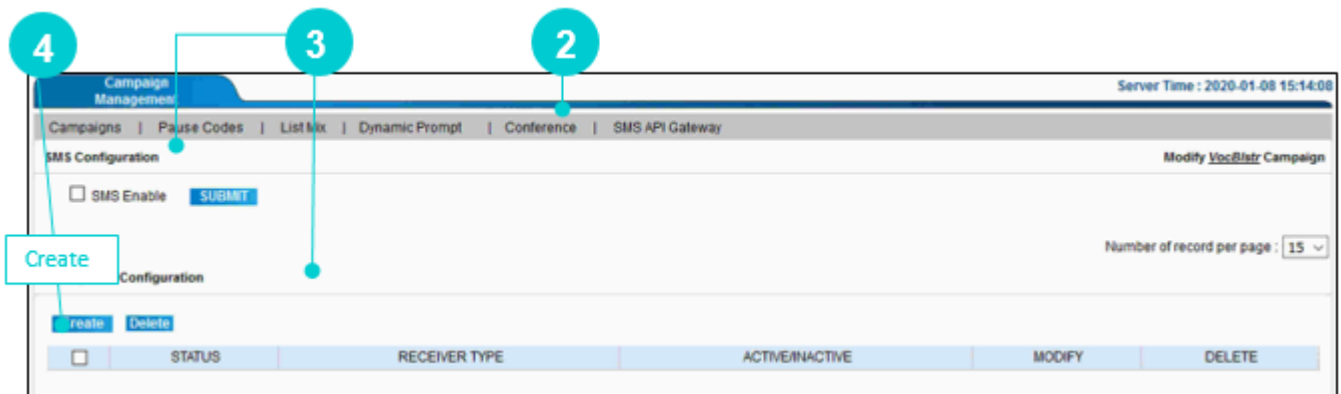 4 3 2
Campaign
Management
Server Time : 2020-01-08 15:14:08
Campaigns | Pause Codes | List Mix | Dynamic Prompt | Conference | SMS API Gateway
SMS Configuration Modify VocBlstr Campaign
SMS Enable SUBMIT
Number of record per page : 15
Create
Configuration
reate Delete
STATUS RECEIVER TYPE ACTIVE/INACTIVE MODIFY DELETE